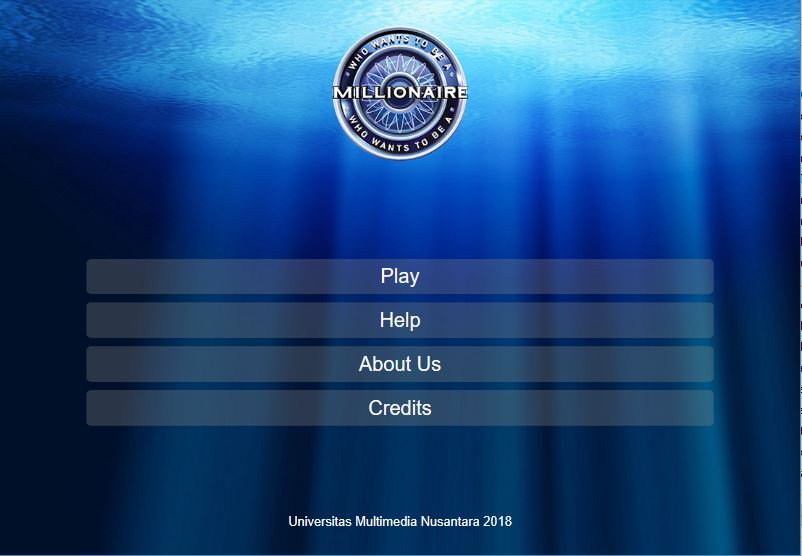 WHO WANTS TO BE A
MILLIONAIRE
WHO WANTS TO BE A
Play
Help
About Us
Credits
Universitas Multimedia Nusantara 2018